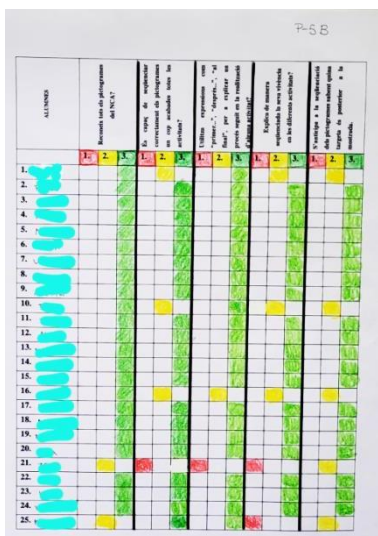 P-5B
ALUMNES
Reconeix tots els pictogrames
del NCA?
És capaç de seqüenciar
correctament els pictogrames
un cop acabades totes les
activitats?
Utilitza expressions com
"primer...", "després...", "al
final", per a explicar un
procés seguit en la realització
d'alguna activitat?
Explica de manera
seqüenciada la seva vivència
en les diferents activitats?
S'anticipa a la seqüenciació
dels pictogrames sabent quina
targeta és posterior a la
mostrada.
1. 2. 3. 1. 2. 3. 1. 2. 3. 1. 2. 3. 1. 2. 3.
1.
2.
3.
4.
5.
6.
7.
8.
9.
10.
11.
12.
13.
14.
15.
16.
17.
18.
19.
20.
21.
22.
23.
24.
25.